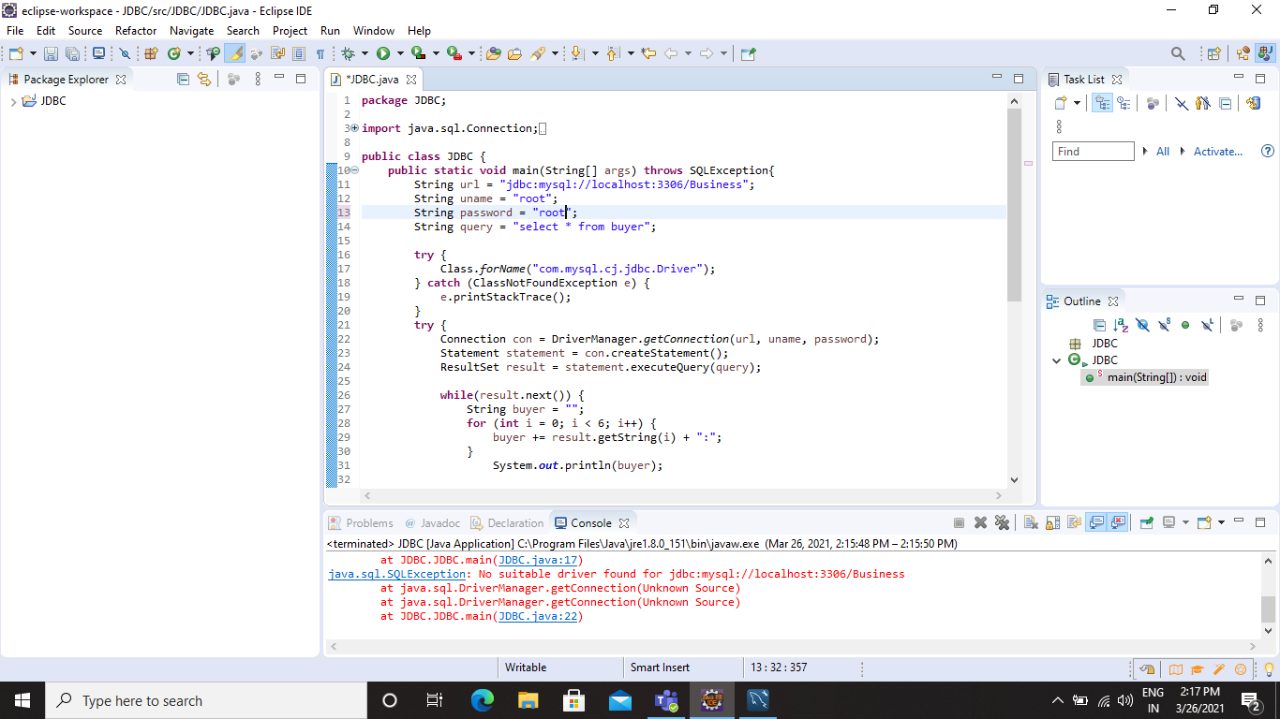 eclipse-workspace - JDBC/src/JDBC/JDBC.java - Eclipse IDE
File Edit Source Refactor Navigate Search Project Run Window Help
Package Explorer
JDBC
*JDBC.java
1 package JDBC;
2
3 import java.sql.Connection;
8
9 public class JDBC {
10 public static void main(String[] args) throws SQLException{
11 String url = "jdbc:mysql://localhost:3306/Business";
12 String uname = "root";
13 String password = "root";
14 String query = "select * from buyer";
15
16 try {
17 Class.forName("com.mysql.cj.jdbc.Driver");
18 } catch (ClassNotFoundException e) {
19 e.printStackTrace();
20 }
21 try {
22 Connection con = DriverManager.getConnection(url, uname, password);
23 Statement statement = con.createStatement();
24 ResultSet result = statement.executeQuery(query);
25
26 while(result.next()) {
27 String buyer = "";
28 for (int i = 0; i < 6; i++) {
29 buyer += result.getString(i) + ":";
30 }
31 System.out.println(buyer);
32
Task List
Find All Activate...
Outline
JDBC
JDBC
main(String[]) : void
Problems Javadoc Declaration Console
<terminated> JDBC [Java Application] C:\Program Files\Java\jre1.8.0_151\bin\javaw.exe (Mar 26, 2021, 2:15:48 PM – 2:15:50 PM)
at JDBC.JDBC.main(JDBC.java:17)
java.sql.SQLException: No suitable driver found for jdbc:mysql://localhost:3306/Business
at java.sql.DriverManager.getConnection(Unknown Source)
at java.sql.DriverManager.getConnection(Unknown Source)
at JDBC.JDBC.main(JDBC.java:22)
Writable Smart Insert 13 : 32 : 357
Type here to search
ENG
IN
2:17 PM
3/26/2021
2